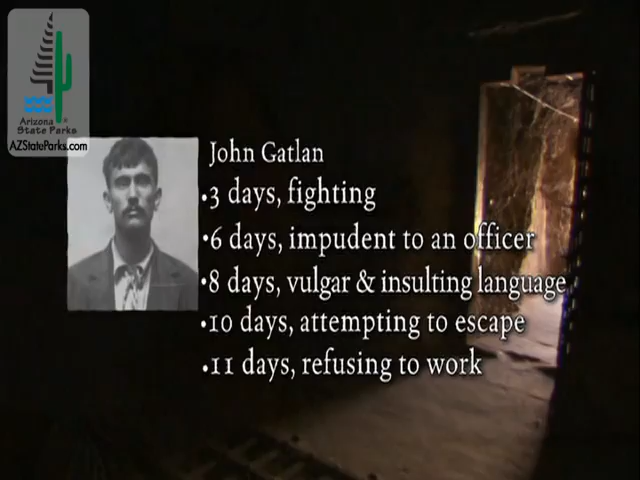 Arizona
State Parks
AZStateParks.com
John Gatlan
•3 days, fighting
•6 days, impudent to an officer
•8 days, vulgar & insulting language
•10 days, attempting to escape
•11 days, refusing to work